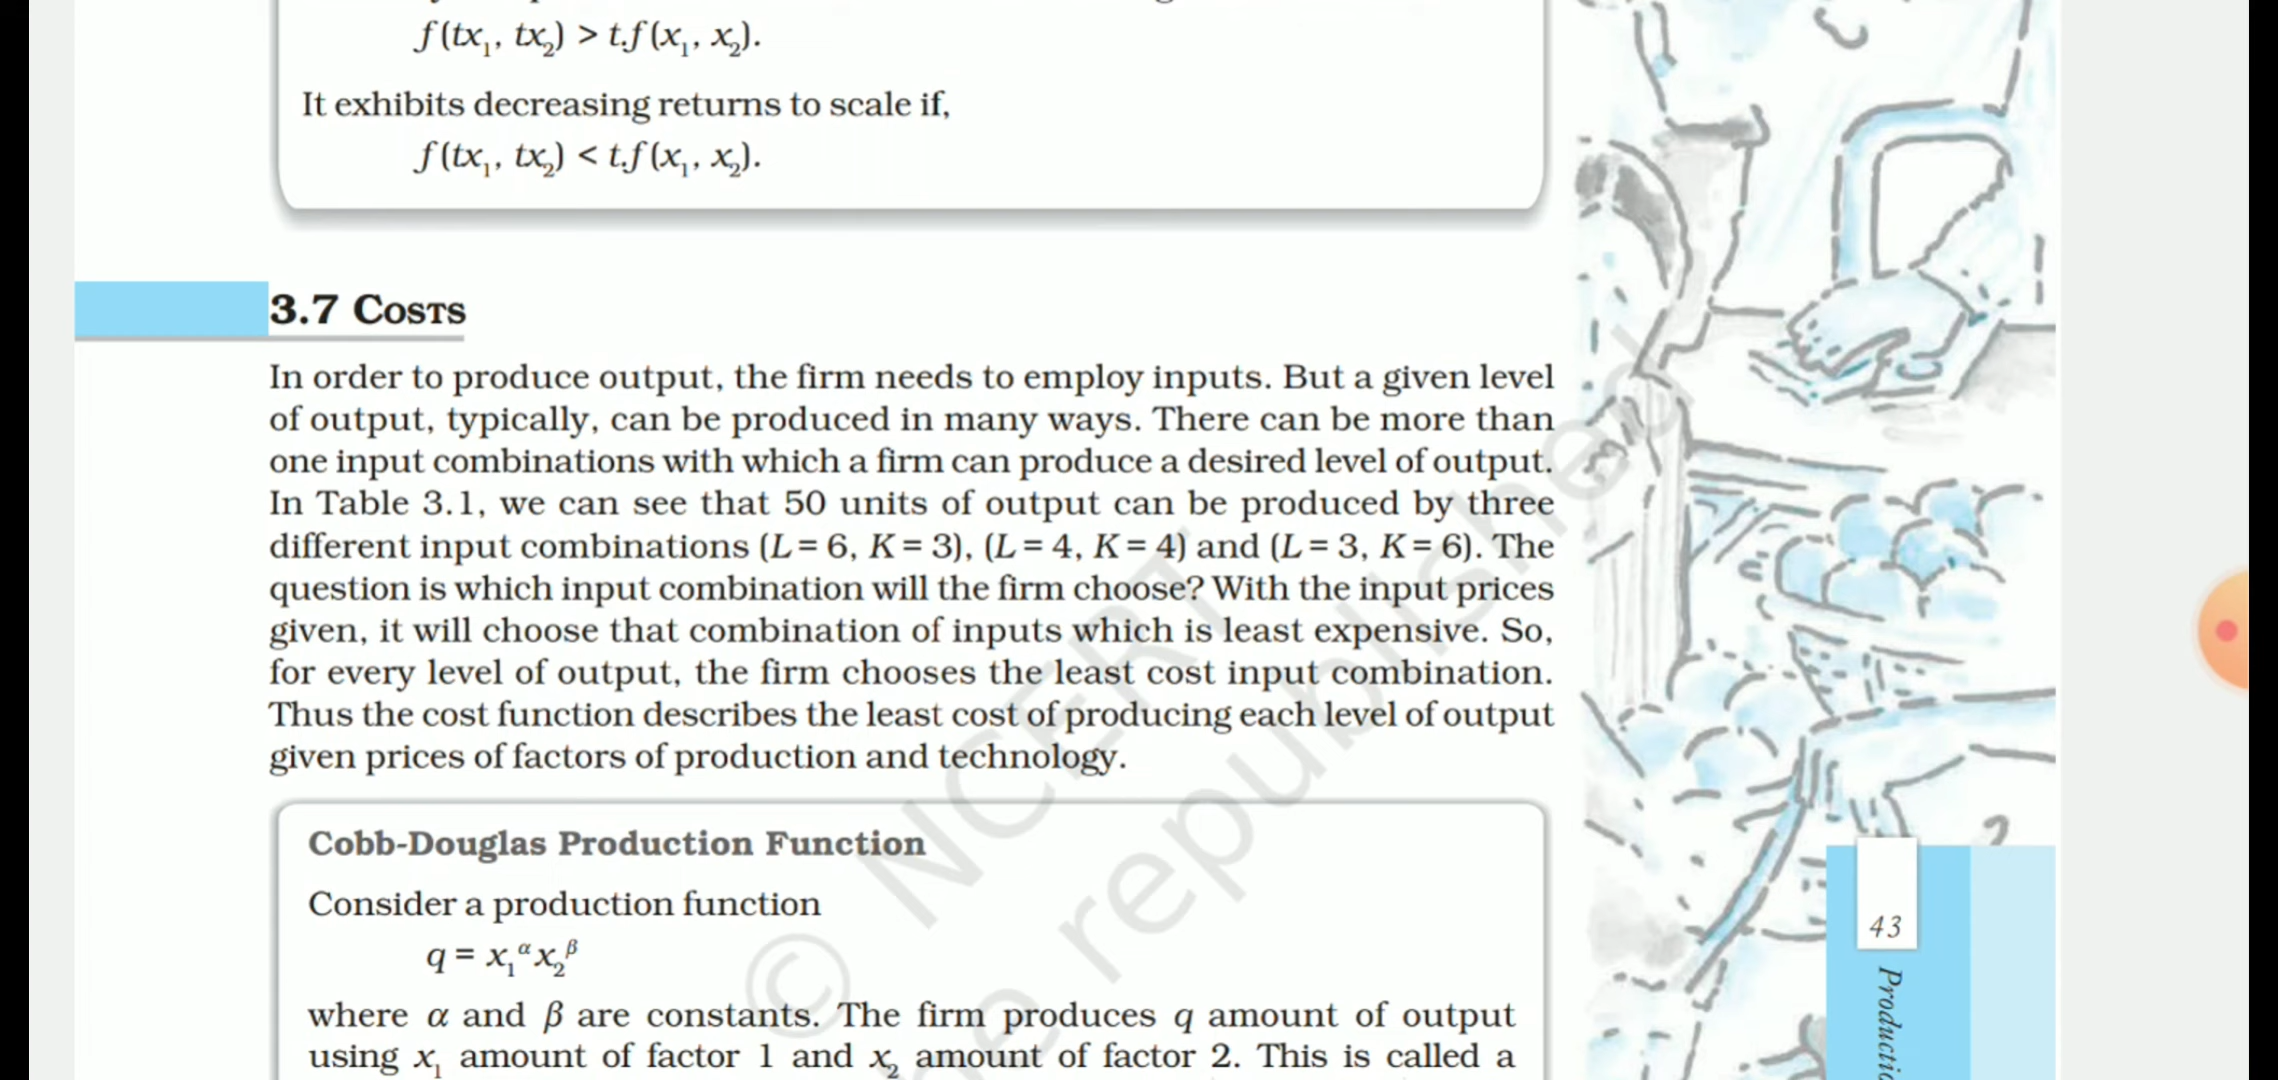 f(tx₁, tx₂) > t.f(x₁, x₂).
It exhibits decreasing returns to scale if,
f(tx₁, tx₂) < t.f(x₁, x₂).
3.7 COSTS
In order to produce output, the firm needs to employ inputs. But a given level
of output, typically, can be produced in many ways. There can be more than
one input combinations with which a firm can produce a desired level of output.
In Table 3.1, we can see that 50 units of output can be produced by three
different input combinations (L = 6, K = 3), (L = 4, K = 4) and (L = 3, K = 6). The
question is which input combination will the firm choose? With the input prices
given, it will choose that combination of inputs which is least expensive. So,
for every level of output, the firm chooses the least cost input combination.
Thus the cost function describes the least cost of producing each level of output
given prices of factors of production and technology.
Cobb-Douglas Production Function
Consider a production function
q = x₁^α x₂^β
where α and β are constants. The firm produces q amount of output
using x₁ amount of factor 1 and x₂ amount of factor 2. This is called a
43
© NCERT
republished